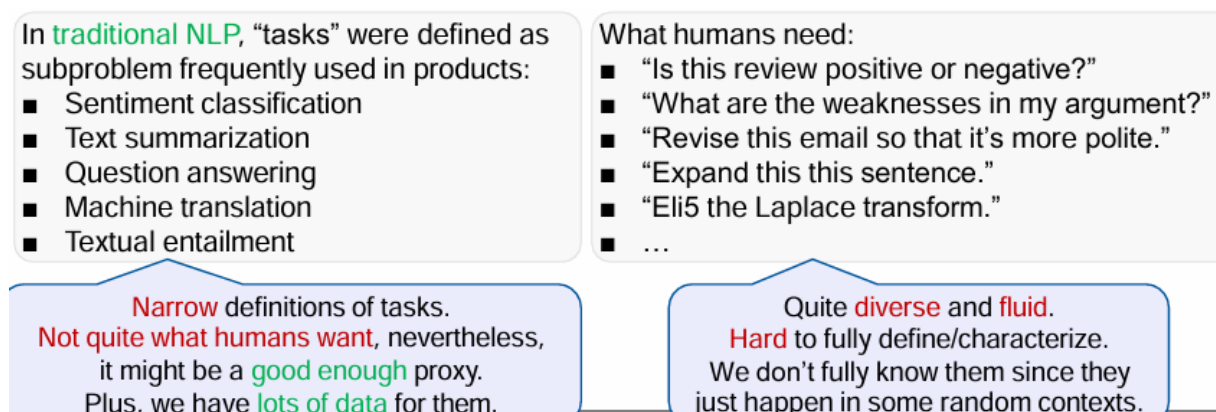 In traditional NLP, “tasks” were defined as
subproblem frequently used in products:
■ Sentiment classification
■ Text summarization
■ Question answering
■ Machine translation
■ Textual entailment
Narrow definitions of tasks.
Not quite what humans want, nevertheless,
it might be a good enough proxy.
Plus, we have lots of data for them.
What humans need:
■ “Is this review positive or negative?”
■ “What are the weaknesses in my argument?”
■ “Revise this email so that it’s more polite.”
■ “Expand this this sentence.”
■ “Eli5 the Laplace transform.”
■ …
Quite diverse and fluid.
Hard to fully define/characterize.
We don’t fully know them since they
just happen in some random contexts.